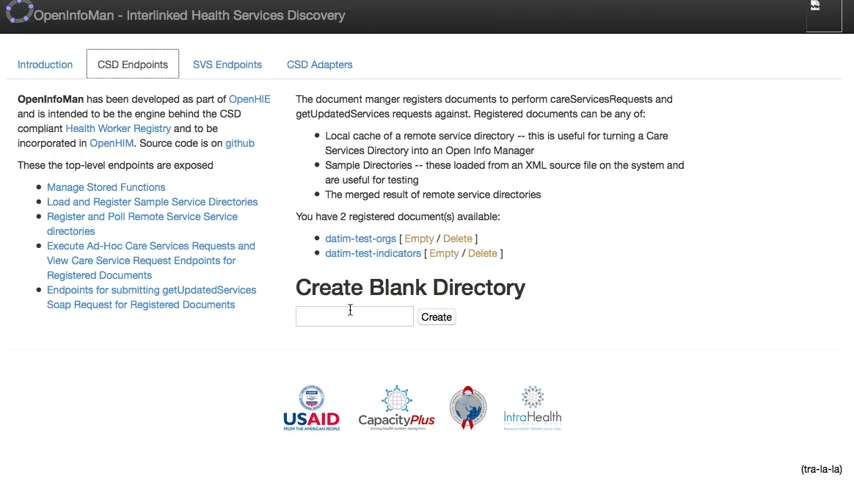 OpenInfoMan - Interlinked Health Services Discovery
Introduction
CSD Endpoints
SVS Endpoints
CSD Adapters
OpenInfoMan has been developed as part of OpenHIE
and is intended to be the engine behind the CSD
compliant Health Worker Registry and to be
incorporated in OpenHIM. Source code is on github
These the top-level endpoints are exposed
Manage Stored Functions
Load and Register Sample Service Directories
Register and Poll Remote Service Service
directories
Execute Ad-Hoc Care Services Requests and
View Care Service Request Endpoints for
Registered Documents
Endpoints for submitting getUpdatedServices
Soap Request for Registered Documents
The document manger registers documents to perform careServicesRequests and
getUpdatedServices requests against. Registered documents can be any of:
Local cache of a remote service directory -- this is useful for turning a Care
Services Directory into an Open Info Manager
Sample Directories -- these loaded from an XML source file on the system and
are useful for testing
The merged result of remote service directories
You have 2 registered document(s) available:
datim-test-orgs [ Empty / Delete ]
datim-test-indicators [ Empty / Delete ]
Create Blank Directory
Create
USAID
FROM THE AMERICAN PEOPLE
CapacityPlus
IntraHealth
(tra-la-la)